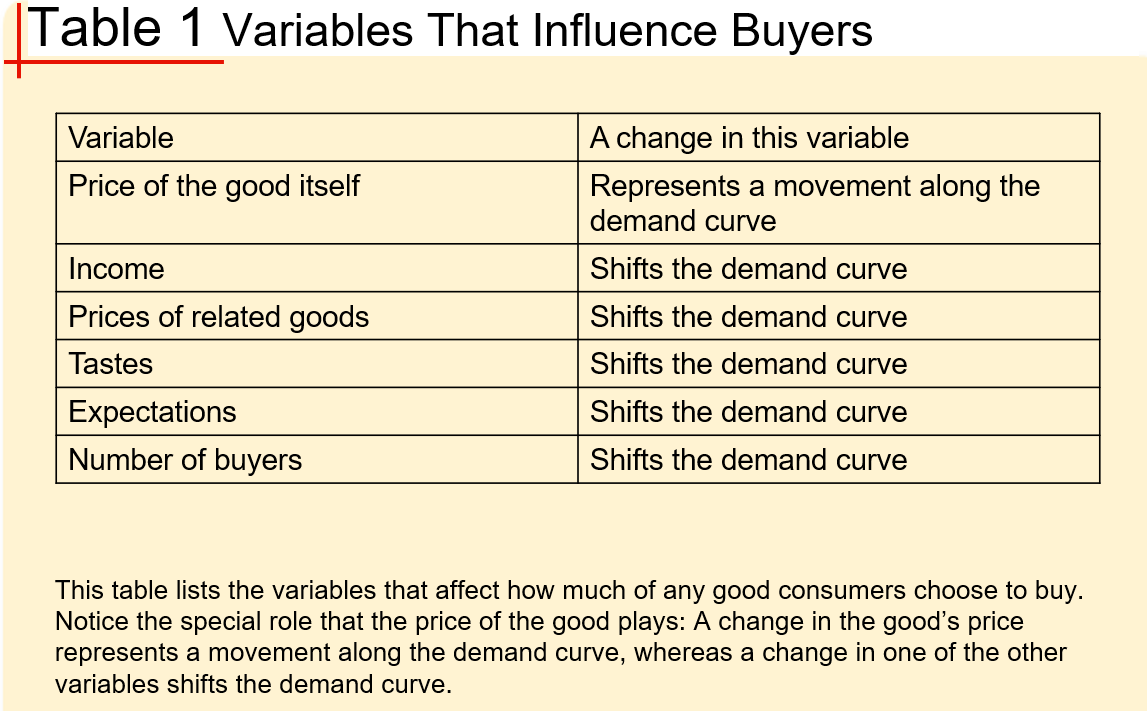 Table 1 Variables That Influence Buyers
Variable
A change in this variable
Price of the good itself
Represents a movement along the
demand curve
Income
Shifts the demand curve
Prices of related goods
Shifts the demand curve
Tastes
Shifts the demand curve
Expectations
Shifts the demand curve
Number of buyers
Shifts the demand curve
This table lists the variables that affect how much of any good consumers choose to buy.
Notice the special role that the price of the good plays: A change in the good’s price
represents a movement along the demand curve, whereas a change in one of the other
variables shifts the demand curve.